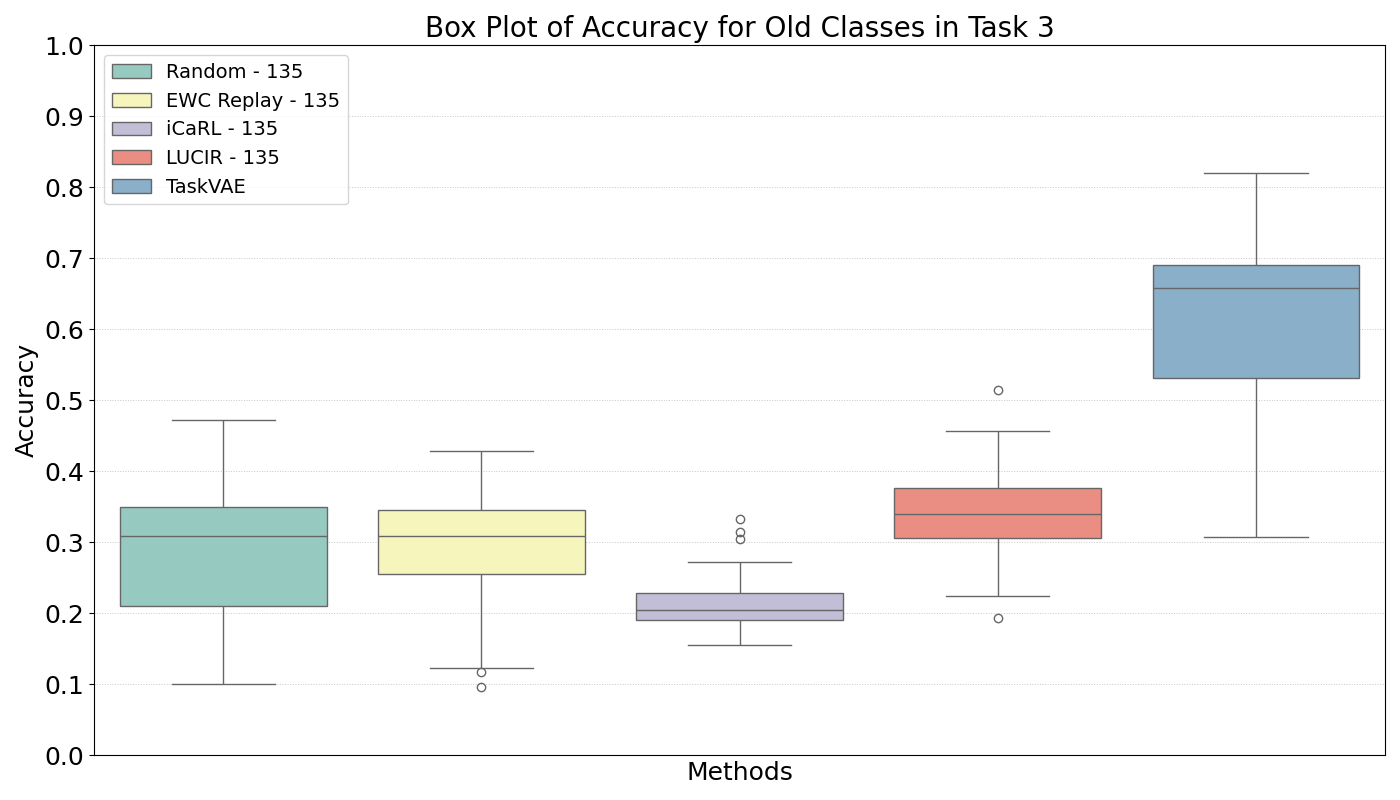 Box Plot of Accuracy for Old Classes in Task 3
1.0
0.9
0.8
0.7
0.6
0.5
0.4
0.3
0.2
0.1
0.0
Accuracy
Random - 135
EWC Replay - 135
iCaRL - 135
LUCIR - 135
TaskVAE
Methods